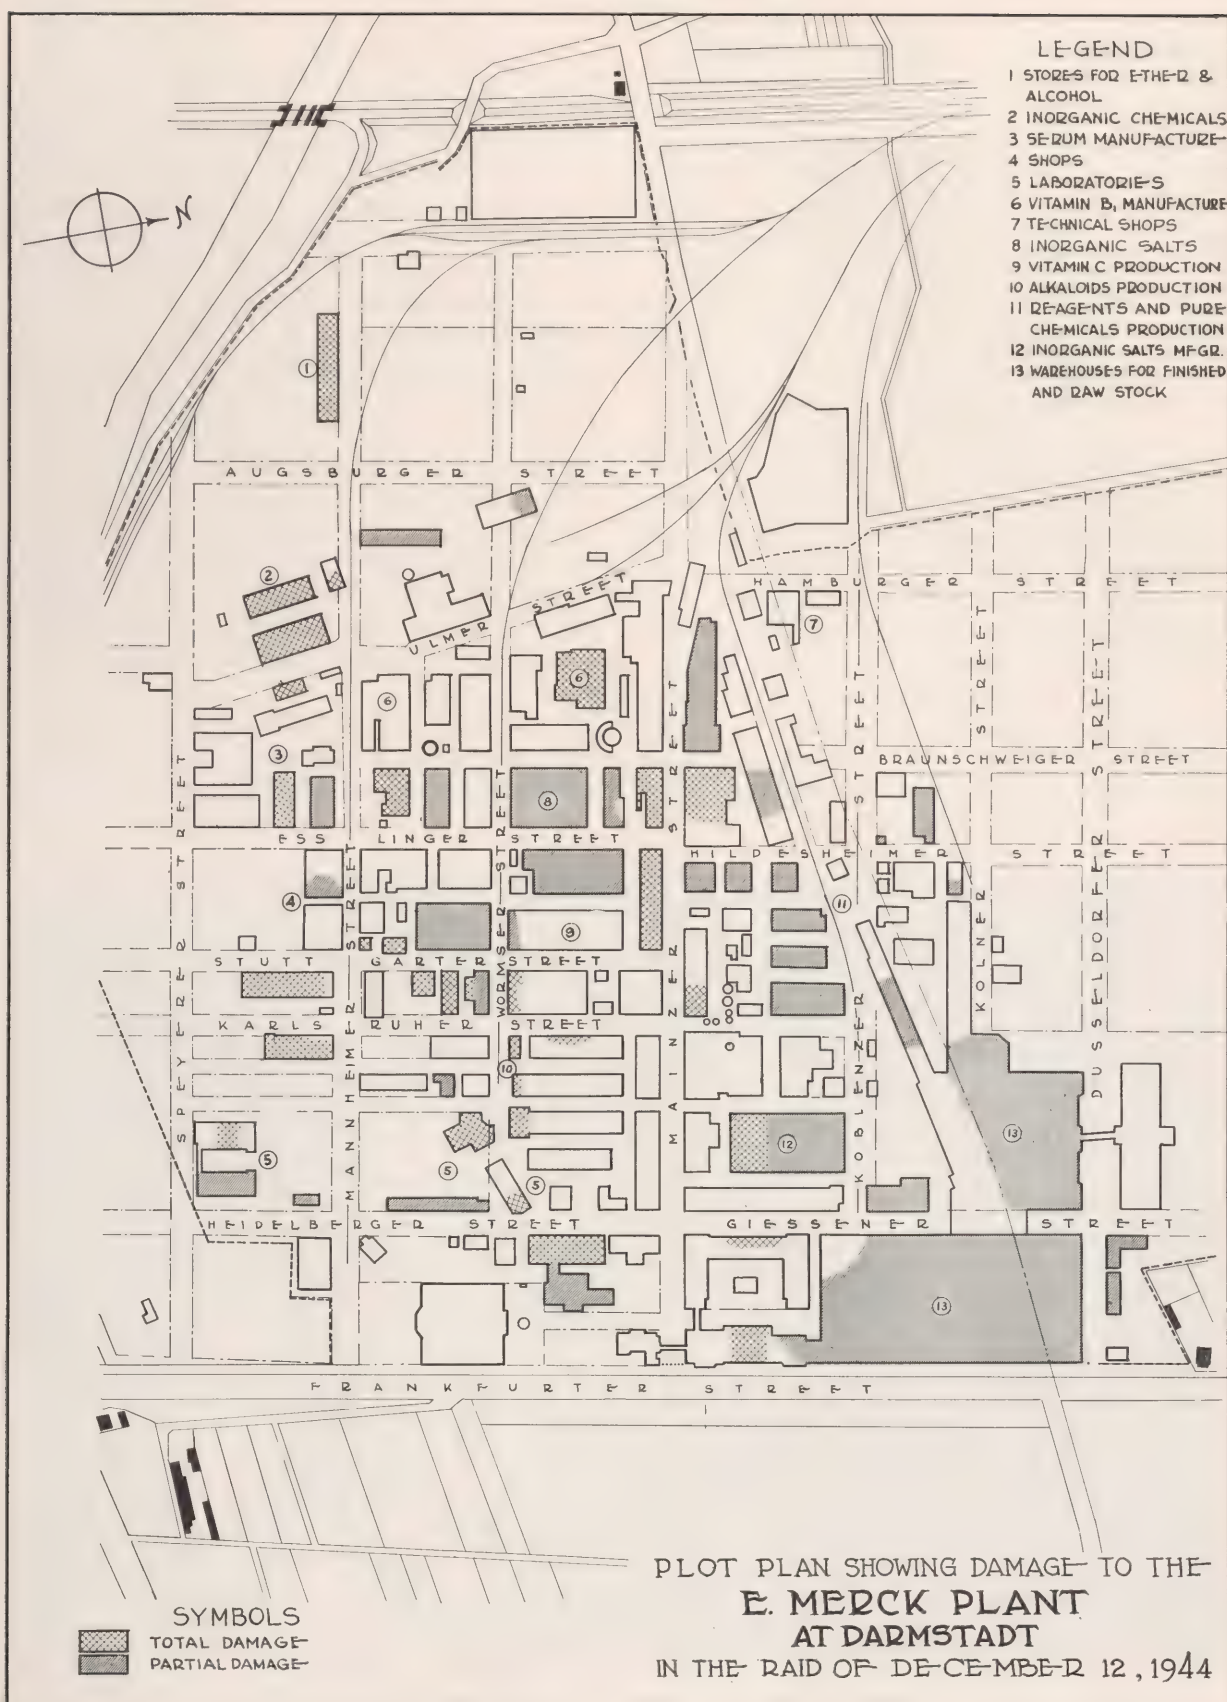 LEGEND
1 STORES FOR ETHER &
ALCOHOL
2 INORGANIC CHEMICALS
3 SERUM MANUFACTURE
4 SHOPS
5 LABORATORIES
6 VITAMIN B₁ MANUFACTURE
7 TECHNICAL SHOPS
8 INORGANIC SALTS
9 VITAMIN C PRODUCTION
10 ALKALOIDS PRODUCTION
11 REAGENTS AND PURE
CHEMICALS PRODUCTION
12 INORGANIC SALTS MFGR.
13 WAREHOUSES FOR FINISHED
AND RAW STOCK
N
1
AUGSBURGER STREET
2
HAMBURGER STREET
ULMER STREET
7
6
6
3
BRAUNSCHWEIGER STREET
8
ESSLINGER STREET
HILDESHEIMER STREET
4
11
9
STUTTGARTER STREET
KARLSRUHER STREET
10
12
13
5
5
5
HEIDELBERGER STREET
GIESSENER STREET
13
SPEYERER STREET
MANNHEIMER STREET
WORMSER STREET
MAINZER STREET
KOBLENZER STREET
KOLNER STREET
DUSSELDORFER STREET
FRANKFURTER STREET
PLOT PLAN SHOWING DAMAGE TO THE
E. MERCK PLANT
AT DARMSTADT
IN THE RAID OF DECEMBER 12, 1944
SYMBOLS
TOTAL DAMAGE
PARTIAL DAMAGE